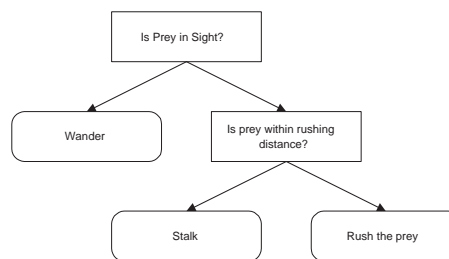 Is Prey in Sight?
Wander
Is prey within rushing
distance?
Stalk
Rush the prey